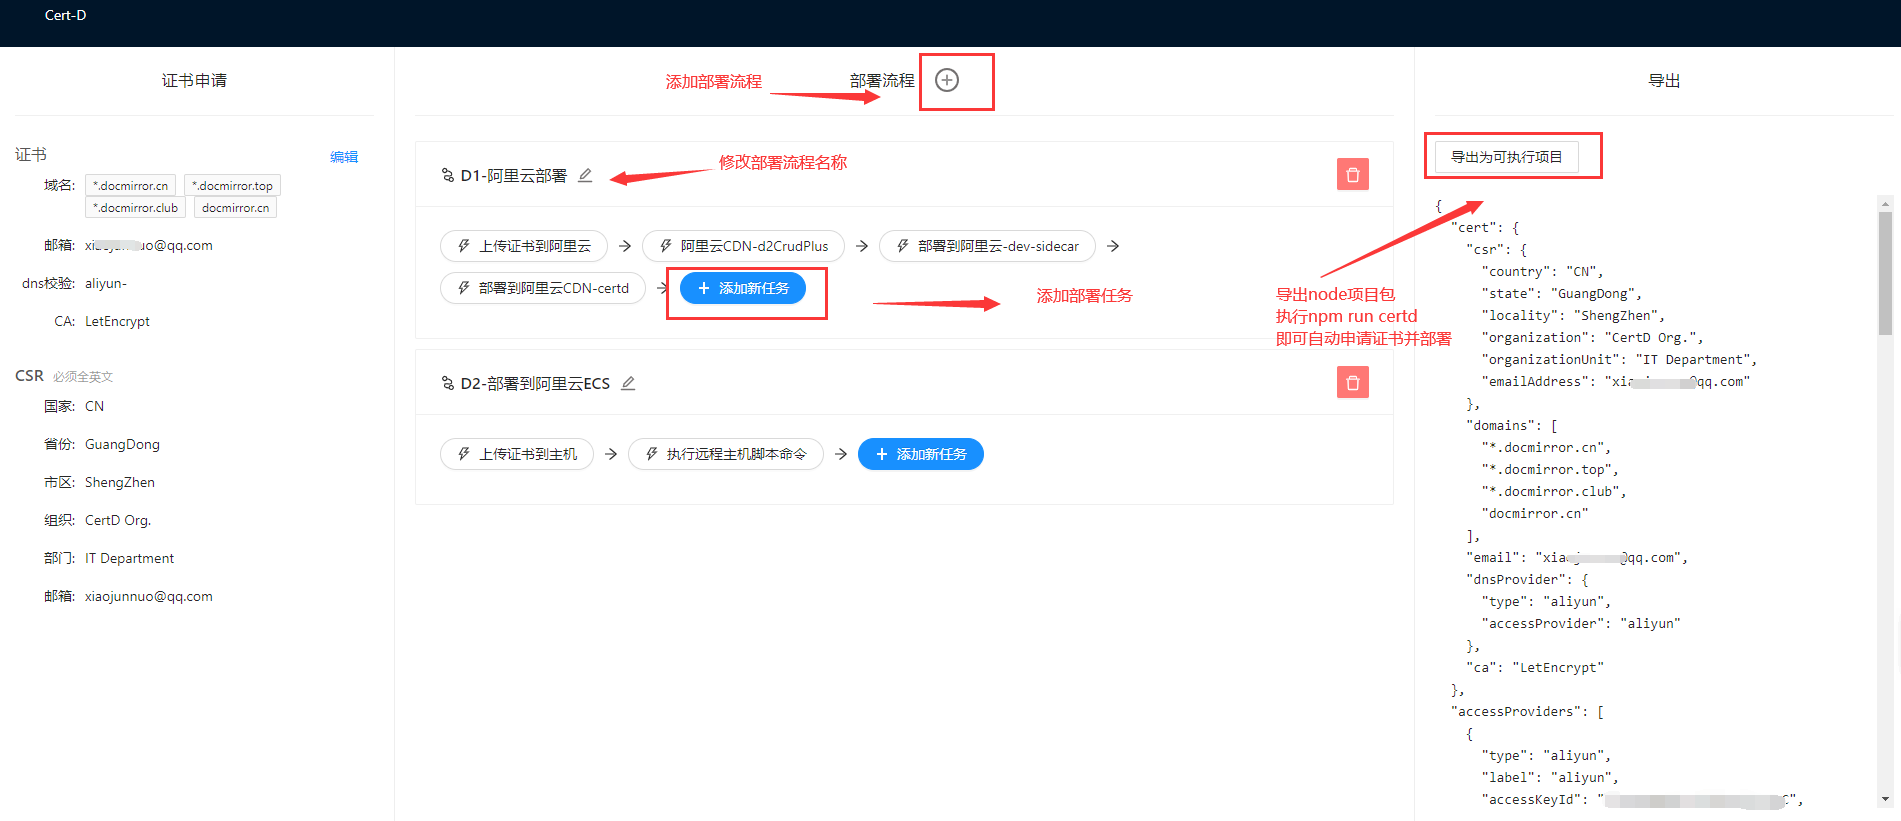 Cert-D
证书申请
证书
编辑
域名:
*.docmirror.cn
*.docmirror.top
*.docmirror.club
docmirror.cn
邮箱:
@qq.com
dns校验:
aliyun-
CA:
LetEncrypt
CSR 必须全英文
国家:
CN
省份:
GuangDong
市区:
ShengZhen
组织:
CertD Org.
部门:
IT Department
邮箱:
xiaojunnuo@qq.com
添加部署流程
部署流程
D1-阿里云部署
修改部署流程名称
上传证书到阿里云
阿里云CDN-d2CrudPlus
部署到阿里云-dev-sidecar
部署到阿里云CDN-certd
添加新任务
添加部署任务
D2-部署到阿里云ECS
上传证书到主机
执行远程主机脚本命令
添加新任务
导出
导出为可执行项目
导出node项目包
执行npm run certd
即可自动申请证书并部署
{
"cert": {
"csr": {
"country": "CN",
"state": "GuangDong",
"locality": "ShengZhen",
"organization": "CertD Org.",
"organizationUnit": "IT Department",
"emailAddress": "@qq.com"
},
"domains": [
"*.docmirror.cn",
"*.docmirror.top",
"*.docmirror.club",
"docmirror.cn"
],
"email": "@qq.com",
"dnsProvider": {
"type": "aliyun",
"accessProvider": "aliyun"
},
"ca": "LetEncrypt"
},
"accessProviders": [
{
"type": "aliyun",
"label": "aliyun",
"accessKeyId": "